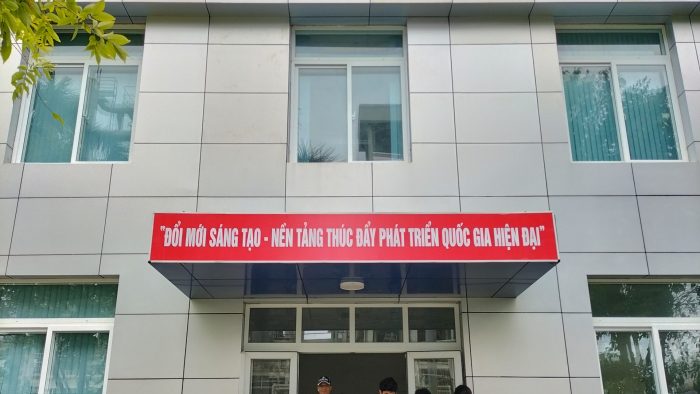 "ĐỔI MỚI SÁNG TẠO - NỀN TẢNG THÚC ĐẨY PHÁT TRIỂN QUỐC GIA HIỆN ĐẠI"